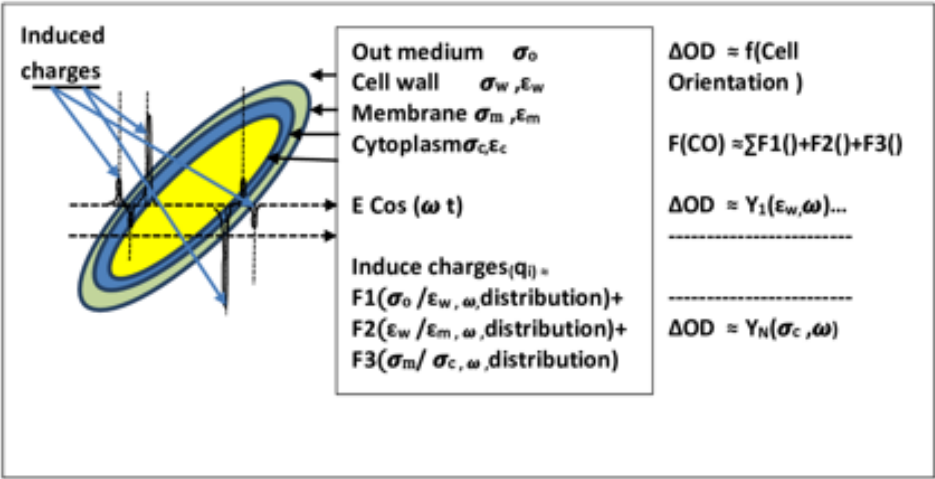 Induced
charges
Out medium σo
Cell wall σw ,εw
Membrane σm ,εm
Cytoplasmσc,εc
E Cos (ω t)
Induce charges(qi) ≈
F1(σo /εw , ω,distribution)+
F2(εw /εm , ω ,distribution)+
F3(σm/ σc , ω ,distribution)
ΔOD ≈ f(Cell
Orientation )
F(CO) ≈∑F1()+F2()+F3()
ΔOD ≈ Y1(εw,ω)...
-------------------------
-------------------------
ΔOD ≈ YN(σc ,ω)